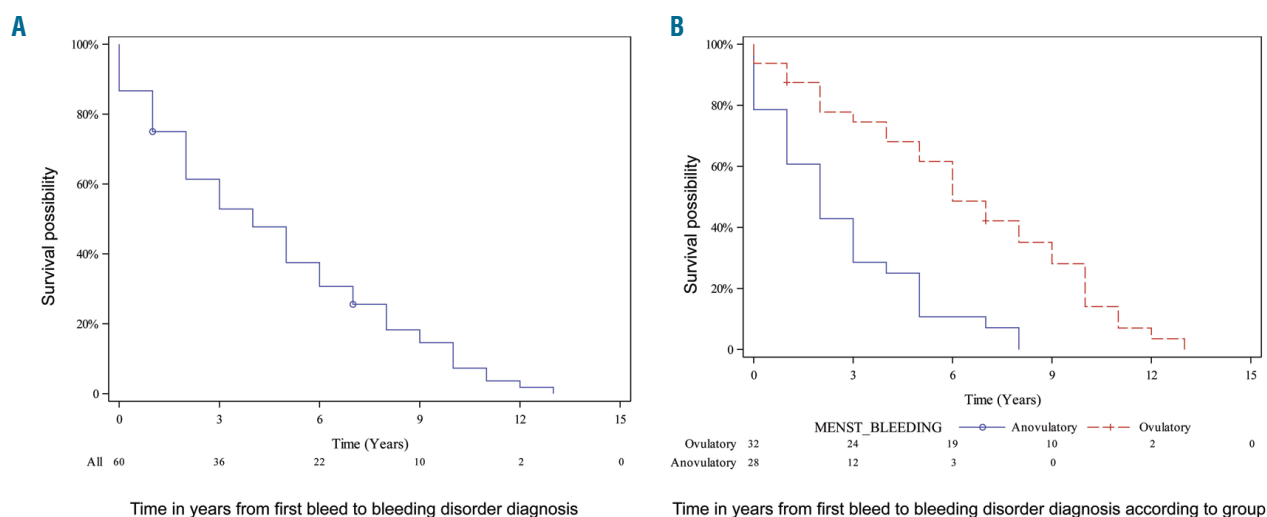 A
100%
80%
60%
40%
20%
0
Survival possibility
0 3 6 9 12 15
Time (Years)
All 60 36 22 10 2 0
Time in years from first bleed to bleeding disorder diagnosis
B
100%
80%
60%
40%
20%
0
Survival possibility
0 3 6 9 12 15
Time (Years)
MENST_BLEEDING Anovulatory Ovulatory
Ovulatory 32 24 19 10 2 0
Anovulatory 28 12 3 0
Time in years from first bleed to bleeding disorder diagnosis according to group